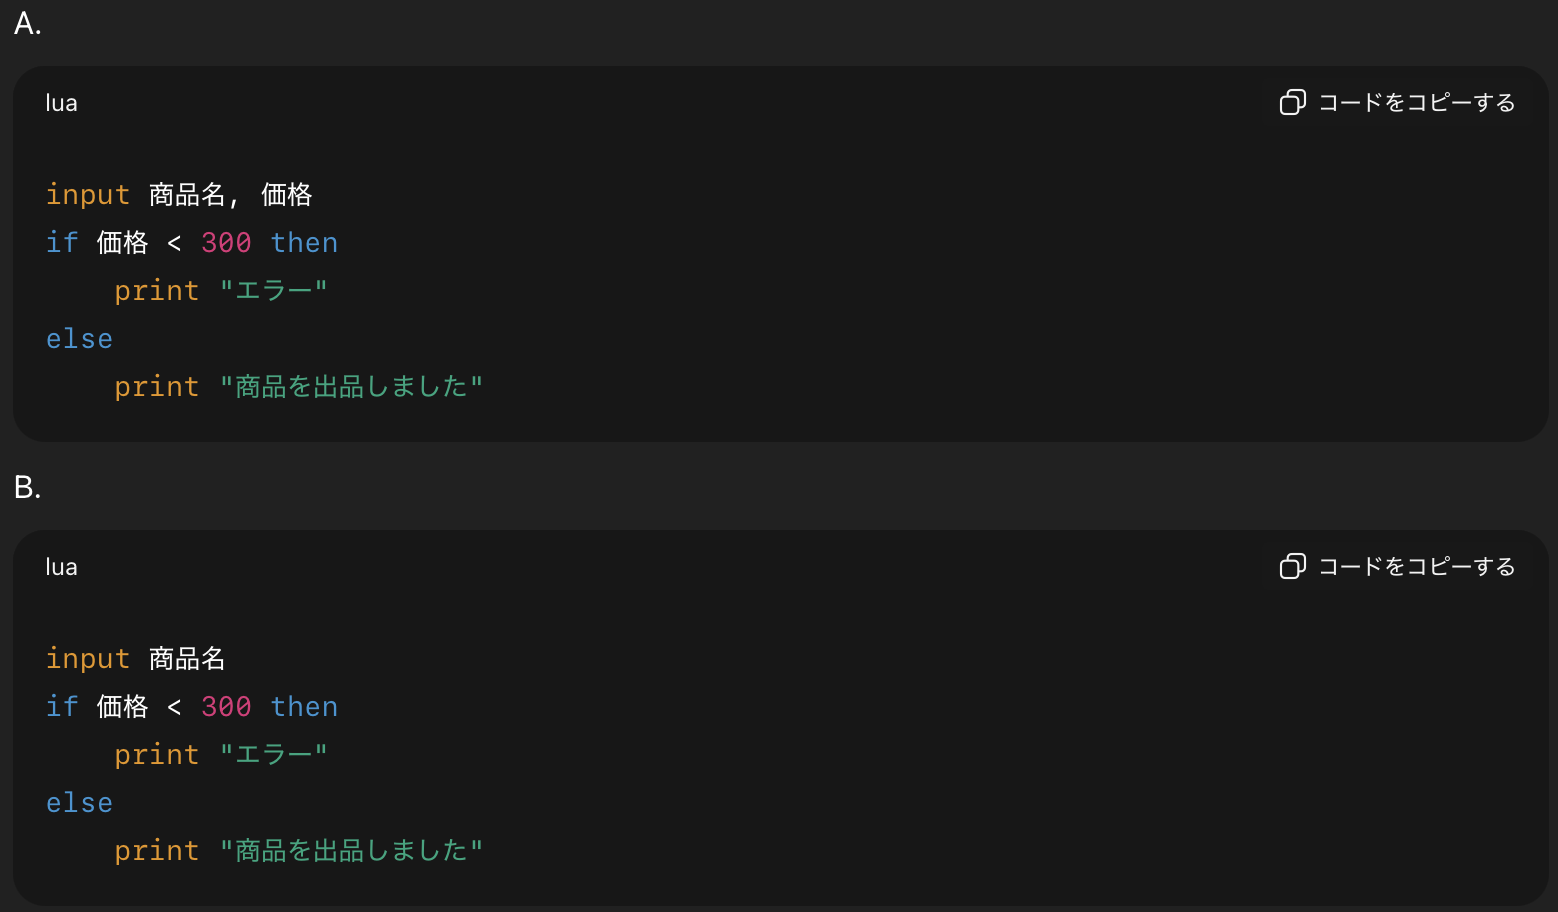 A.
lua
コードをコピーする
input 商品名, 価格
if 価格 < 300 then
    print "エラー"
else
    print "商品を出品しました"
B.
lua
コードをコピーする
input 商品名
if 価格 < 300 then
    print "エラー"
else
    print "商品を出品しました"